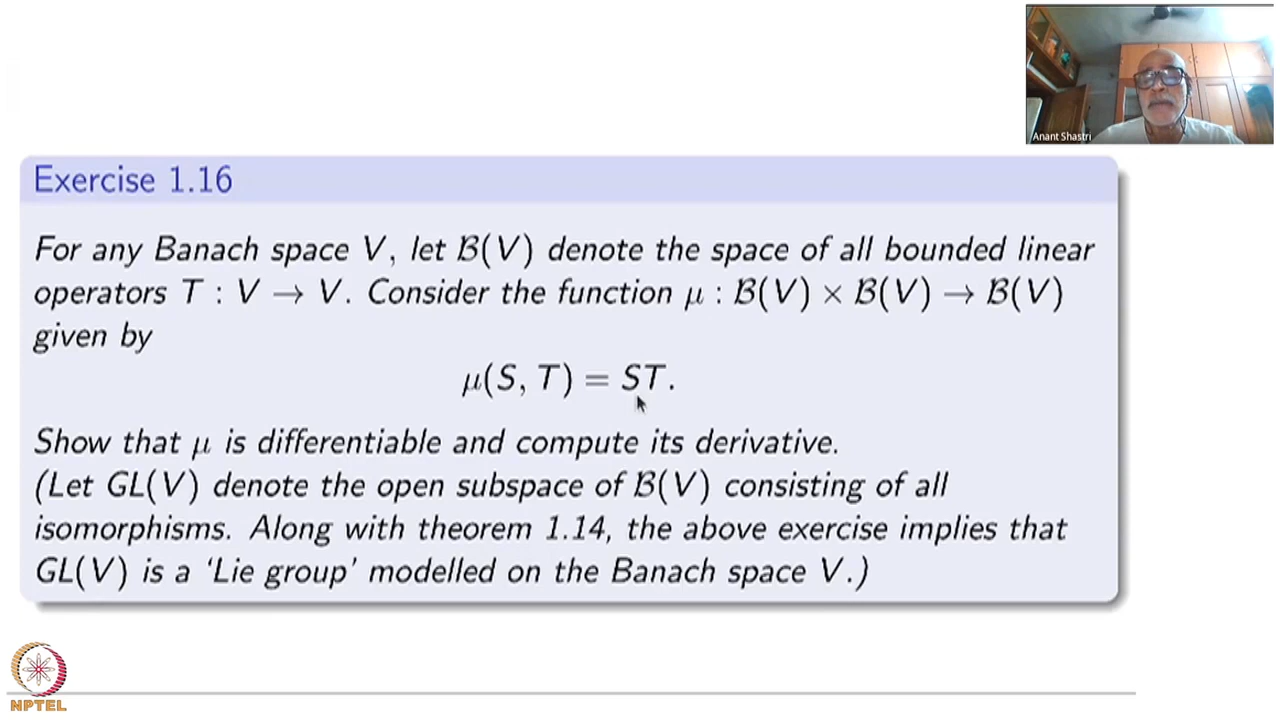 Anant Shastri
Exercise 1.16
For any Banach space V, let ℬ(V) denote the space of all bounded linear
operators T : V → V. Consider the function μ : ℬ(V) × ℬ(V) → ℬ(V)
given by
μ(S, T) = ST.
Show that μ is differentiable and compute its derivative.
(Let GL(V) denote the open subspace of ℬ(V) consisting of all
isomorphisms. Along with theorem 1.14, the above exercise implies that
GL(V) is a ‘Lie group’ modelled on the Banach space V.)
NPTEL